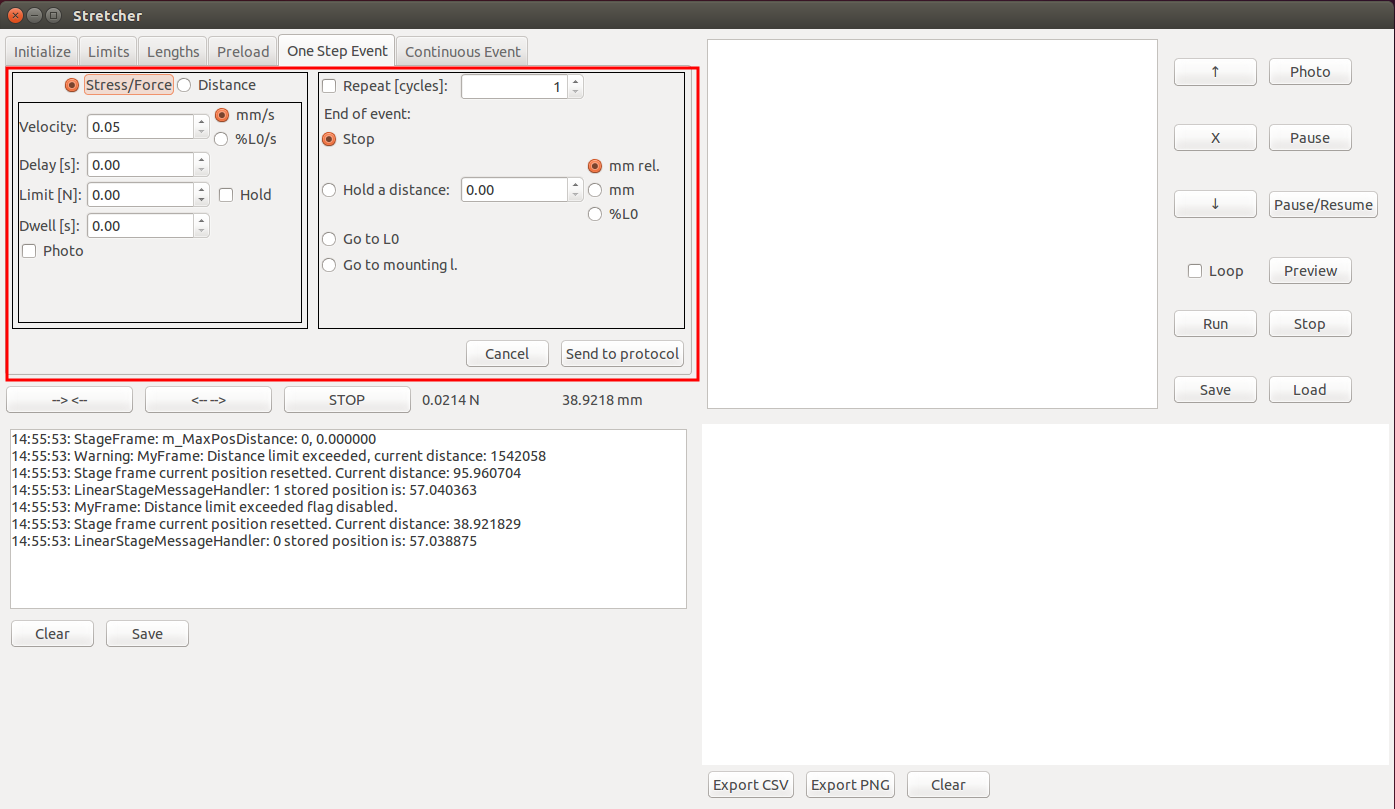 Stretcher
Initialize Limits Lengths Preload One Step Event Continuous Event
Stress/Force Distance
Velocity: 0.05 mm/s
%L0/s
Delay [s]: 0.00
Limit [N]: 0.00 Hold
Dwell [s]: 0.00
Photo
Repeat [cycles]: 1
End of event:
Stop
Hold a distance: 0.00 mm rel.
mm
%L0
Go to L0
Go to mounting l.
Cancel Send to protocol
--> <-- <-- --> STOP 0.0214 N 38.9218 mm
14:55:53: StageFrame: m_MaxPosDistance: 0, 0.000000
14:55:53: Warning: MyFrame: Distance limit exceeded, current distance: 1542058
14:55:53: Stage frame current position resetted. Current distance: 95.960704
14:55:53: LinearStageMessageHandler: 1 stored position is: 57.040363
14:55:53: MyFrame: Distance limit exceeded flag disabled.
14:55:53: Stage frame current position resetted. Current distance: 38.921829
14:55:53: LinearStageMessageHandler: 0 stored position is: 57.038875
Clear Save
↑ Photo
X Pause
↓ Pause/Resume
Loop Preview
Run Stop
Save Load
Export CSV Export PNG Clear